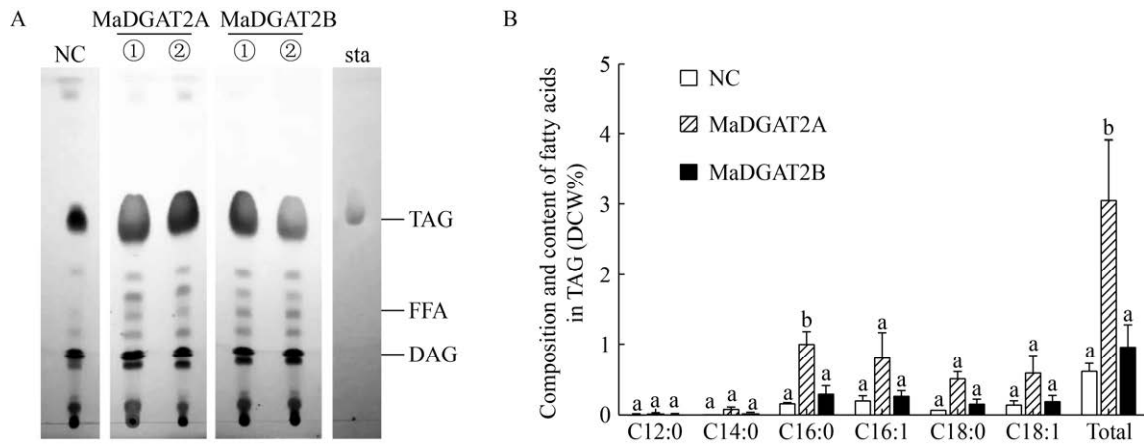 A
MaDGAT2A MaDGAT2B
NC ① ② ① ② sta
TAG
FFA
DAG
B
Composition and content of fatty acids
in TAG (DCW%)
5
4
3
2
1
0
NC
MaDGAT2A
MaDGAT2B
a a a
a a a
a b a
a a a
a a a
a a a
a b a
C12:0 C14:0 C16:0 C16:1 C18:0 C18:1 Total